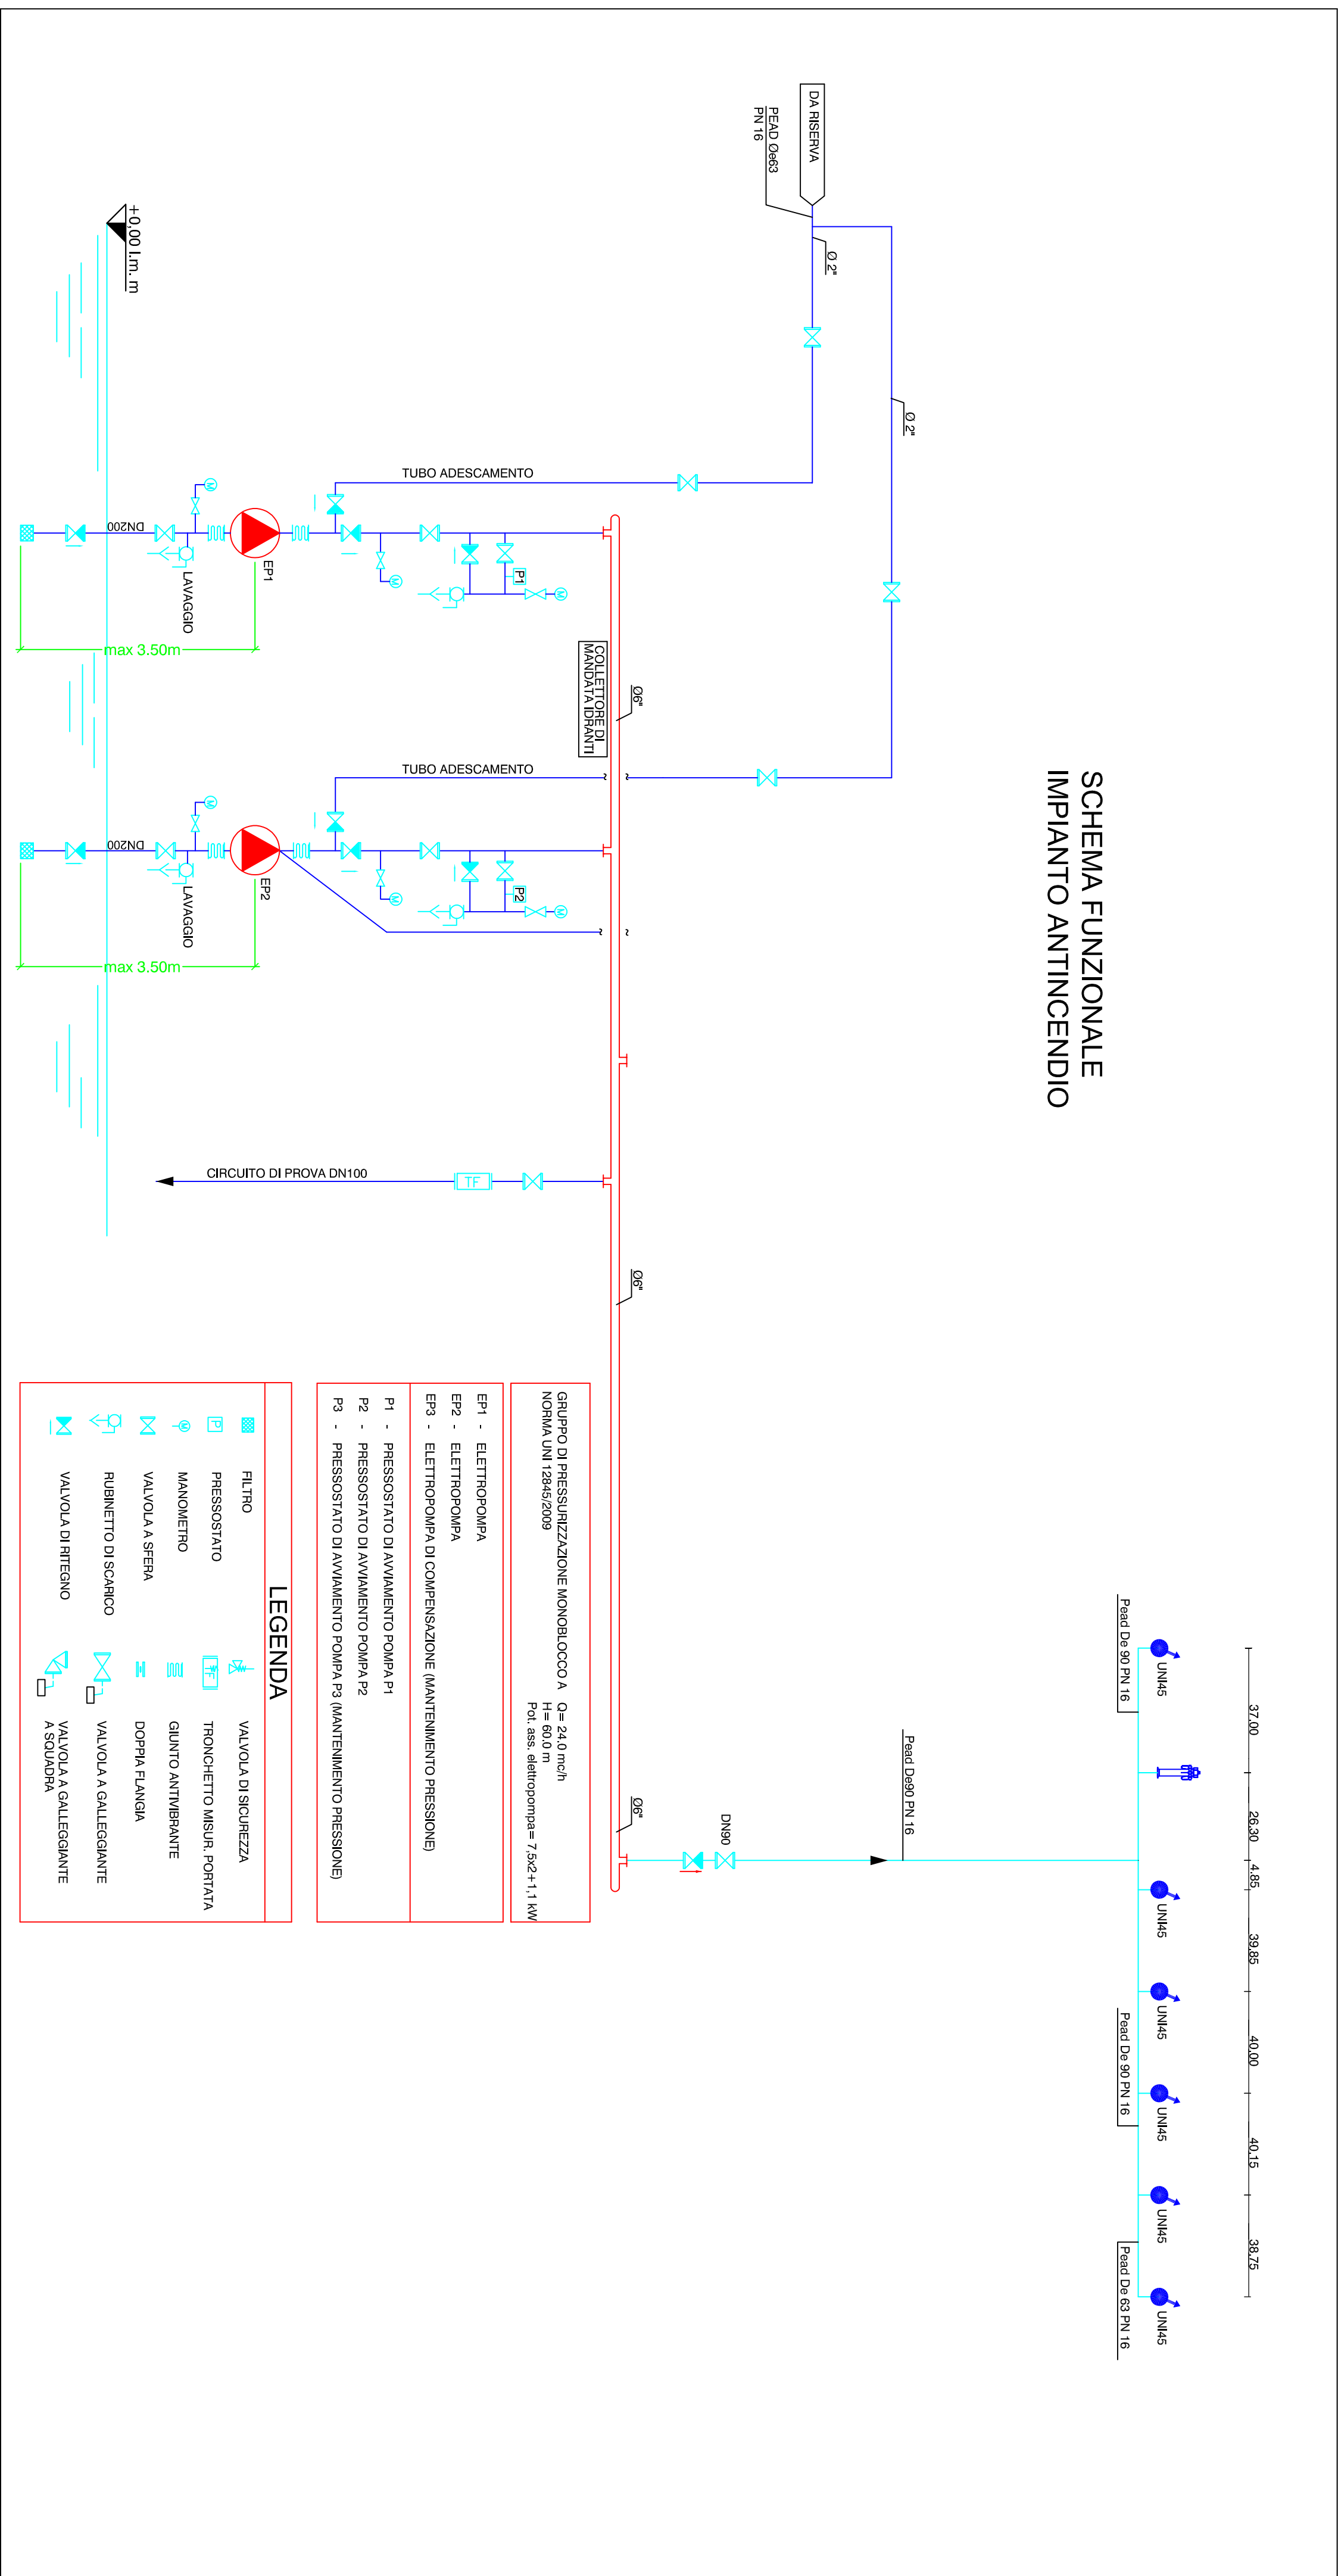 SCHEMA FUNZIONALE
IMPIANTO ANTINCENDIO
DA RISERVA
PEAD Øe63
PN 16
Ø 2"
Ø 2"
+0,00 l.m. m
TUBO ADESCAMENTO
DN200
M
LAVAGGIO
EP1
M
P1
M
max 3.50m
COLLETTORE DI
MANDATA IDRANTI
Ø6"
TUBO ADESCAMENTO
DN200
M
LAVAGGIO
EP2
M
P2
M
max 3.50m
CIRCUITO DI PROVA DN100
TF
Ø6"
Ø6"
DN90
Pead De90 PN 16
37,00
26,30
4,85
39,85
40,00
40,15
38,75
UNI45
UNI45
UNI45
UNI45
UNI45
UNI45
Pead De 90 PN 16
Pead De 90 PN 16
Pead De 63 PN 16
GRUPPO DI PRESSURIZZAZIONE MONOBLOCCO A
NORMA UNI 12845/2009
Q= 24,0 mc/h
H= 60,0 m
Pot. ass. elettropompa= 7,5x2+1,1 kW
EP1 - ELETTROPOMPA
EP2 - ELETTROPOMPA
EP3 - ELETTROPOMPA DI COMPENSAZIONE (MANTENIMENTO PRESSIONE)
P1 - PRESSOSTATO DI AVVIAMENTO POMPA P1
P2 - PRESSOSTATO DI AVVIAMENTO POMPA P2
P3 - PRESSOSTATO DI AVVIAMENTO POMPA P3 (MANTENIMENTO PRESSIONE)
LEGENDA
FILTRO
P
PRESSOSTATO
M
MANOMETRO
VALVOLA A SFERA
RUBINETTO DI SCARICO
VALVOLA DI RITEGNO
VALVOLA DI SICUREZZA
TF
TRONCHETTO MISUR. PORTATA
GIUNTO ANTIVIBRANTE
DOPPIA FLANGIA
VALVOLA A GALLEGGIANTE
VALVOLA A GALLEGGIANTE
A SQUADRA